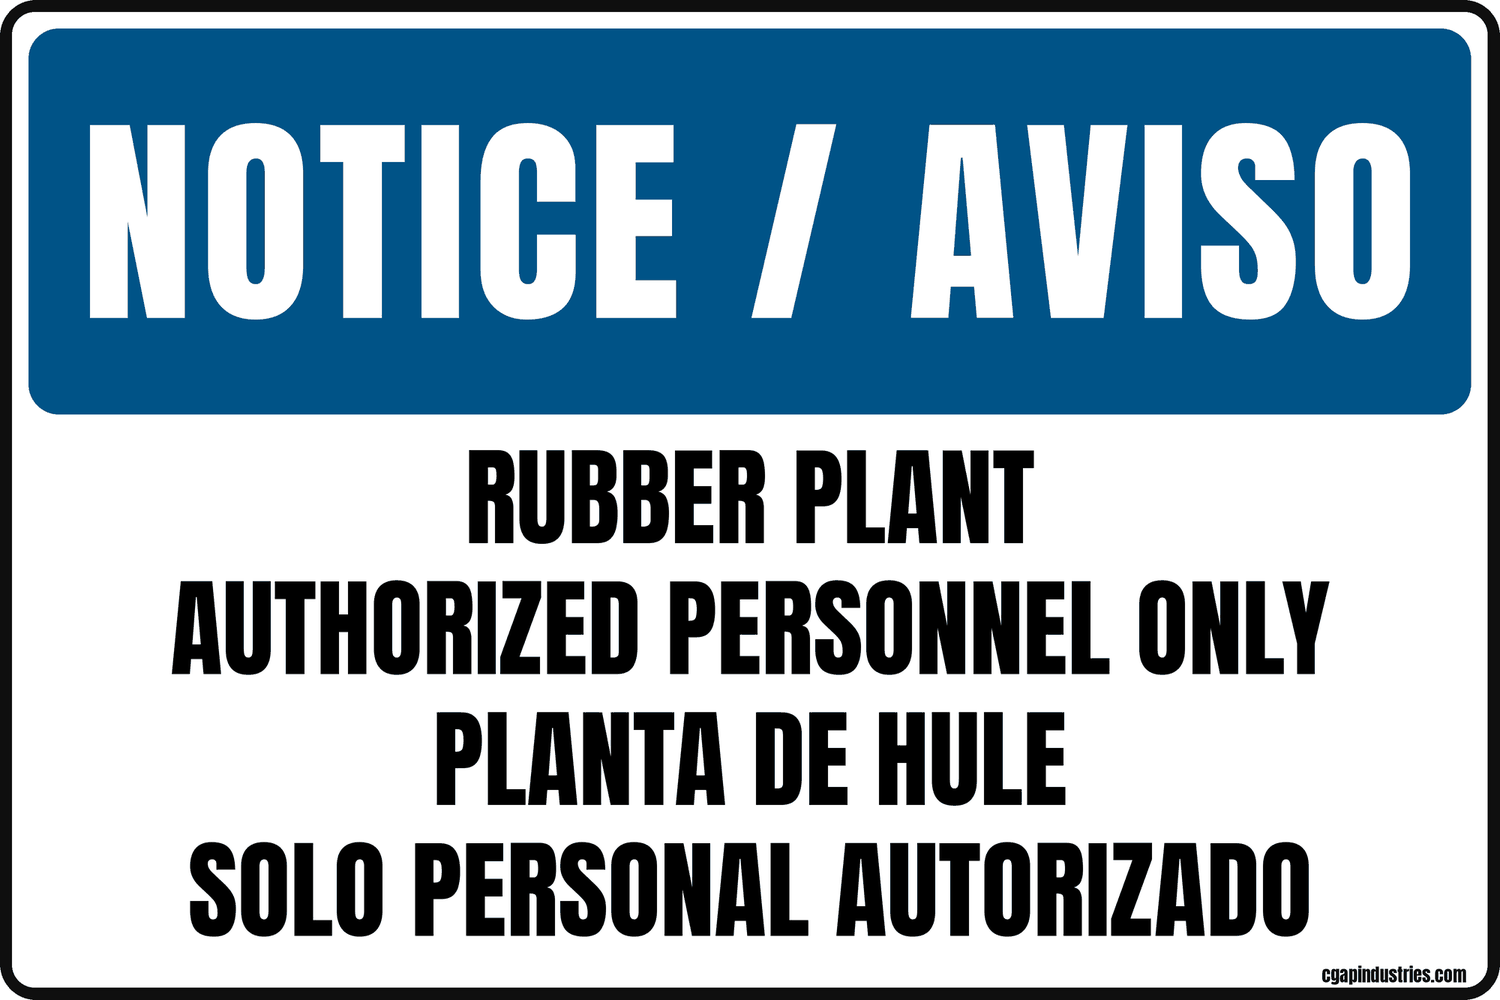 NOTICE / AVISO
RUBBER PLANT
AUTHORIZED PERSONNEL ONLY
PLANTA DE HULE
SOLO PERSONAL AUTORIZADO
cgapindustries.com